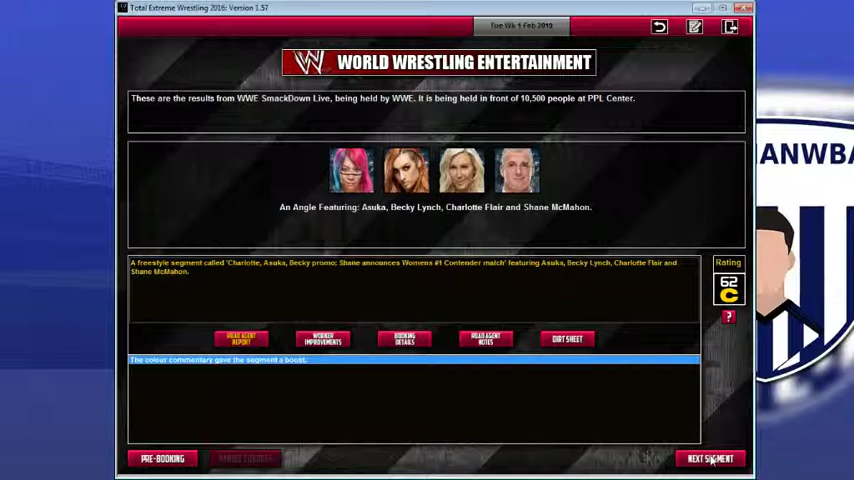 Total Extreme Wrestling 2016: Version 1.57
Tue Wk 1 Feb 2019
WORLD WRESTLING ENTERTAINMENT
These are the results from WWE SmackDown Live, being held by WWE. It is being held in front of 10,500 people at PPL Center.
ANWBA
An Angle Featuring: Asuka, Becky Lynch, Charlotte Flair and Shane McMahon.
A freestyle segment called 'Charlotte, Asuka, Becky promo; Shane announces Womens #1 Contender match' featuring Asuka, Becky Lynch, Charlotte Flair and
Shane McMahon.
Rating
62
C
?
READ AGENT
REPORT
WORKER
IMPROVEMENTS
BOOKING
DETAILS
ROAD AGENT
NOTES
DIRT SHEET
The colour commentary gave the segment a boost.
PRE-BOOKING
NEXT SEGMENT